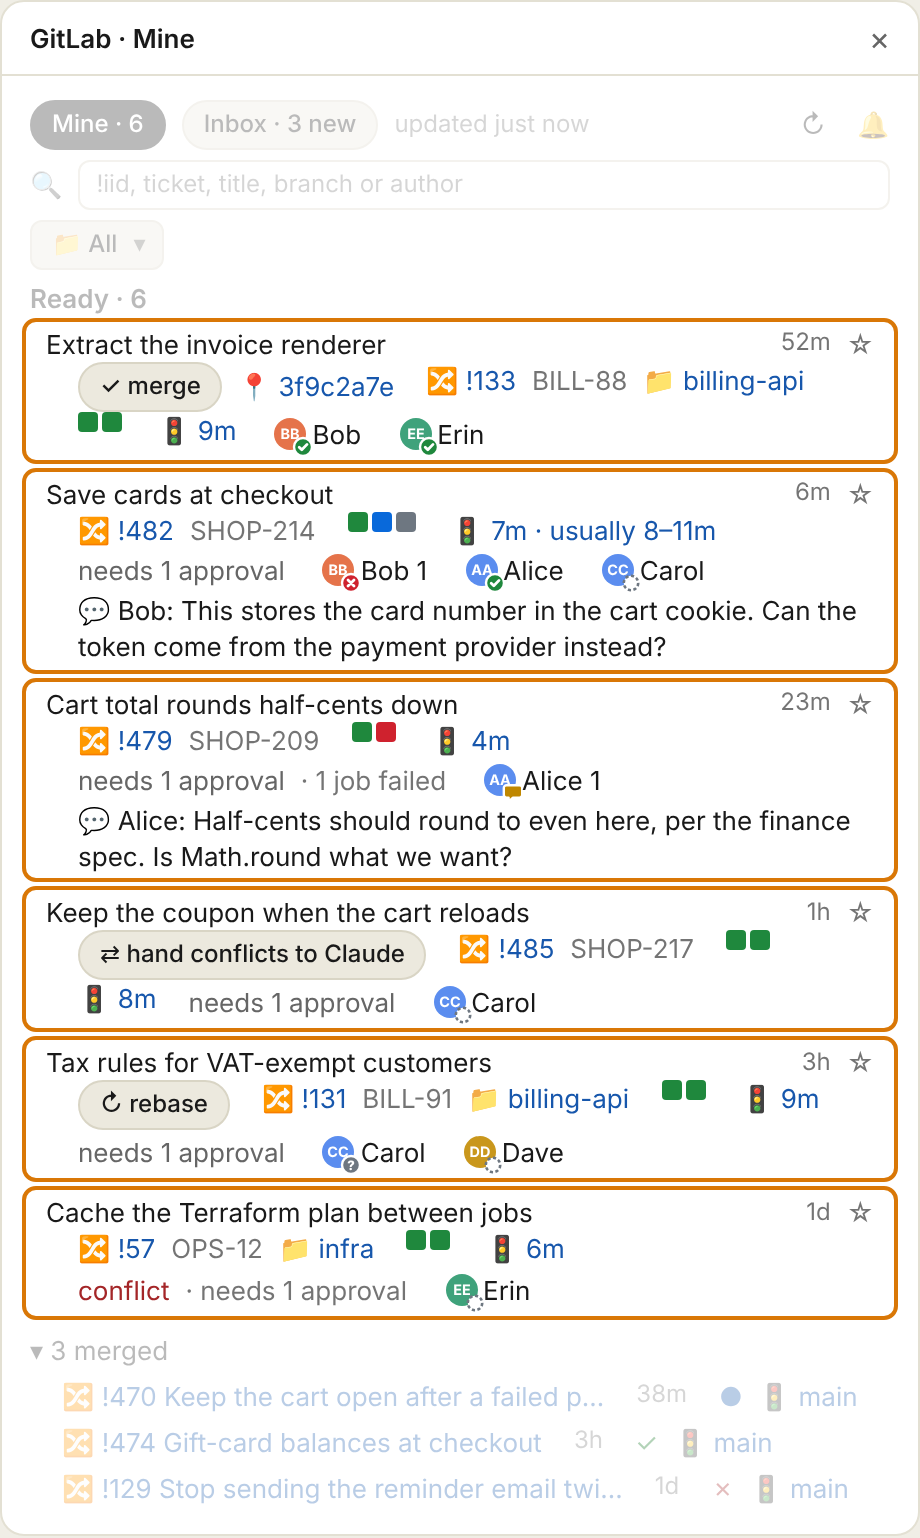 GitLab · Mine ×
Mine · 6 Inbox · 3 new updated just now
!iid, ticket, title, branch or author
All ▾
Ready · 6
Extract the invoice renderer 52m ☆
✓ merge 3f9c2a7e !133 BILL-88 billing-api
9m BB Bob EE Erin
Save cards at checkout 6m ☆
!482 SHOP-214 7m · usually 8–11m
needs 1 approval BB Bob 1 AA Alice CC Carol
Bob: This stores the card number in the cart cookie. Can the
token come from the payment provider instead?
Cart total rounds half-cents down 23m ☆
!479 SHOP-209 4m
needs 1 approval · 1 job failed AA Alice 1
Alice: Half-cents should round to even here, per the finance
spec. Is Math.round what we want?
Keep the coupon when the cart reloads 1h ☆
⇄ hand conflicts to Claude !485 SHOP-217
8m needs 1 approval CC Carol
Tax rules for VAT-exempt customers 3h ☆
↻ rebase !131 BILL-91 billing-api 9m
needs 1 approval CC ? Carol DD Dave
Cache the Terraform plan between jobs 1d ☆
!57 OPS-12 infra 6m
conflict · needs 1 approval EE Erin
▾ 3 merged
!470 Keep the cart open after a failed p... 38m main
!474 Gift-card balances at checkout 3h ✓ main
!129 Stop sending the reminder email twi... 1d × main